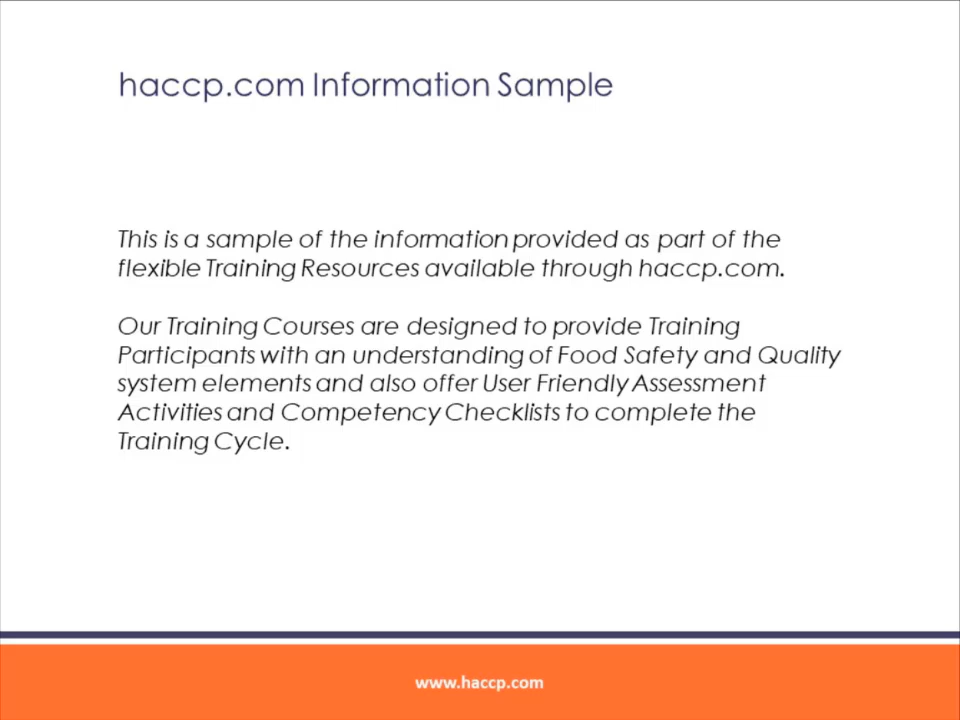 haccp.com Information Sample
This is a sample of the information provided as part of the
flexible Training Resources available through haccp.com.
Our Training Courses are designed to provide Training
Participants with an understanding of Food Safety and Quality
system elements and also offer User Friendly Assessment
Activities and Competency Checklists to complete the
Training Cycle.
www.haccp.com